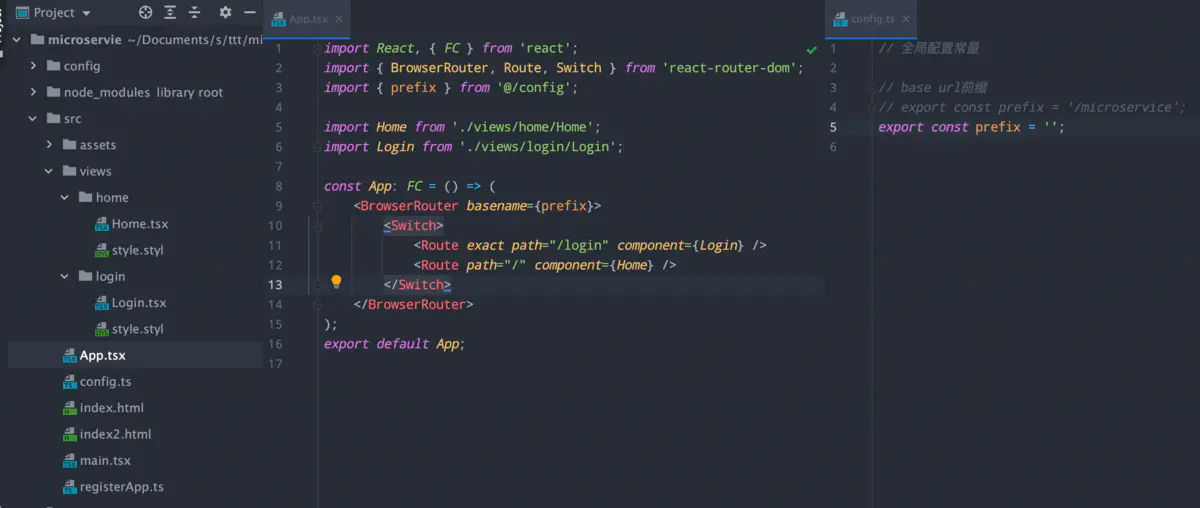 Project
microservie ~/Documents/s/ttt/mi
config
node_modules library root
src
assets
views
home
Home.tsx
style.styl
login
Login.tsx
style.styl
App.tsx
config.ts
index.html
index2.html
main.tsx
registerApp.ts
App.tsx
1 import React, { FC } from 'react';
2 import { BrowserRouter, Route, Switch } from 'react-router-dom';
3 import { prefix } from '@/config';
4
5 import Home from './views/home/Home';
6 import Login from './views/login/Login';
7
8 const App: FC = () => (
9 <BrowserRouter basename={prefix}>
10 <Switch>
11 <Route exact path="/login" component={Login} />
12 <Route path="/" component={Home} />
13 </Switch>
14 </BrowserRouter>
15 );
16 export default App;
17
config.ts
1 // 全局配置常量
2
3 // base url前缀
4 // export const prefix = '/microservice';
5 export const prefix = '';
6